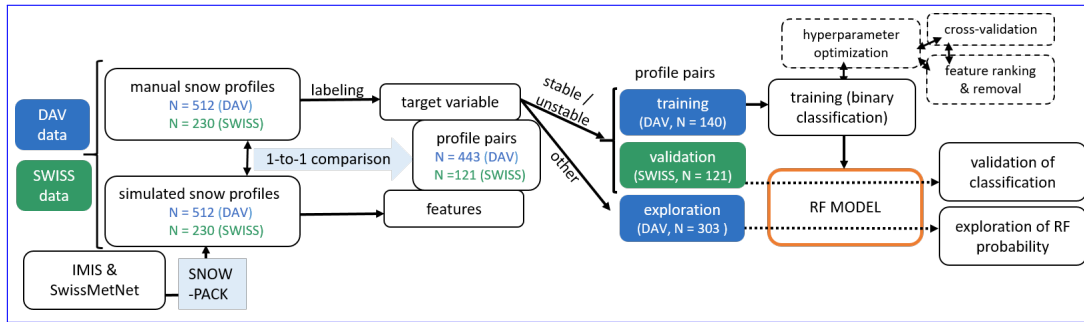 DAV
data
SWISS
data
manual snow profiles
N = 512 (DAV)
N = 230 (SWISS)
simulated snow profiles
N = 512 (DAV)
N = 230 (SWISS)
IMIS &
SwissMetNet
SNOW
-PACK
labeling
1-to-1 comparison
target variable
profile pairs
N = 443 (DAV)
N =121 (SWISS)
features
stable /
unstable
other
profile pairs
training
(DAV, N = 140)
validation
(SWISS, N = 121)
exploration
(DAV, N = 303 )
hyperparameter
optimization
cross-validation
feature ranking
& removal
training (binary
classification)
RF MODEL
validation of
classification
exploration of RF
probability